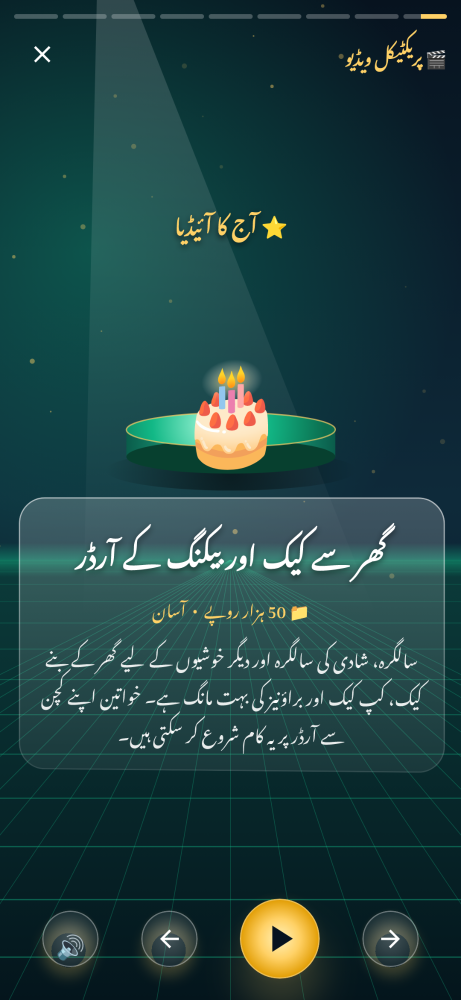 🎬 پریکٹیکل ویڈیو
⭐ آج کا آئیڈیا
گھر سے کیک اور بیکنگ کے آرڈر
📁 50 ہزار روپے • آسان
سالگرہ، شادی کی سالگرہ اور دیگر خوشیوں کے لیے گھر کے بنے
کیک، کپ کیک اور براؤنیز کی بہت مانگ ہے۔ خواتین اپنے کچن
سے آرڈر پر یہ کام شروع کر سکتی ہیں۔